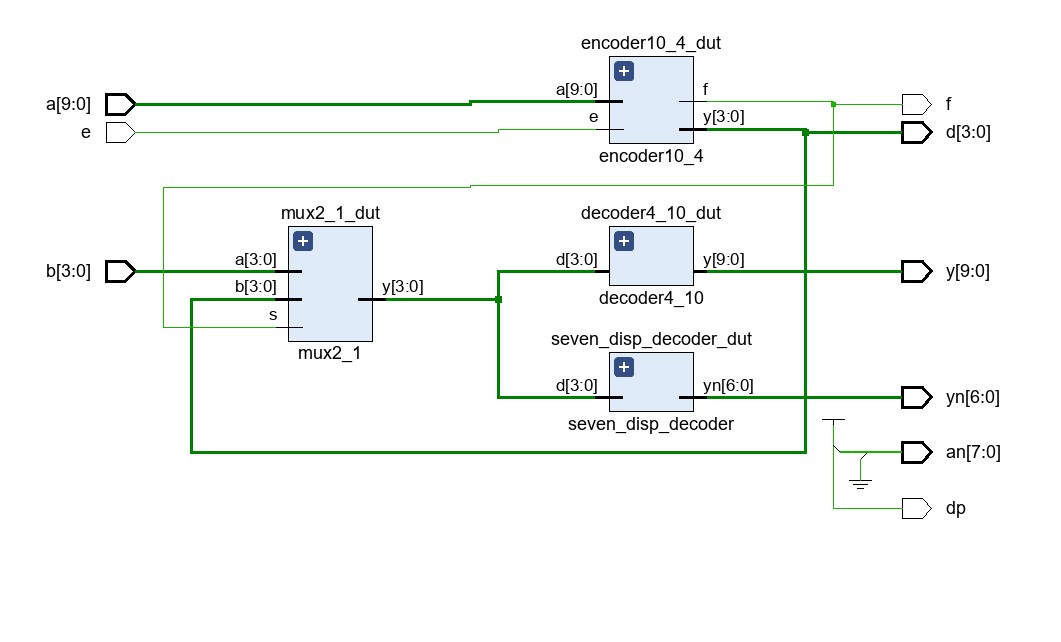 encoder10_4_dut
a[9:0]
e
a[9:0]
e
f
y[3:0]
f
d[3:0]
encoder10_4
mux2_1_dut
decoder4_10_dut
b[3:0]
a[3:0]
b[3:0]
s
y[3:0]
mux2_1
d[3:0]
y[9:0]
y[9:0]
decoder4_10
seven_disp_decoder_dut
d[3:0]
yn[6:0]
yn[6:0]
seven_disp_decoder
an[7:0]
dp